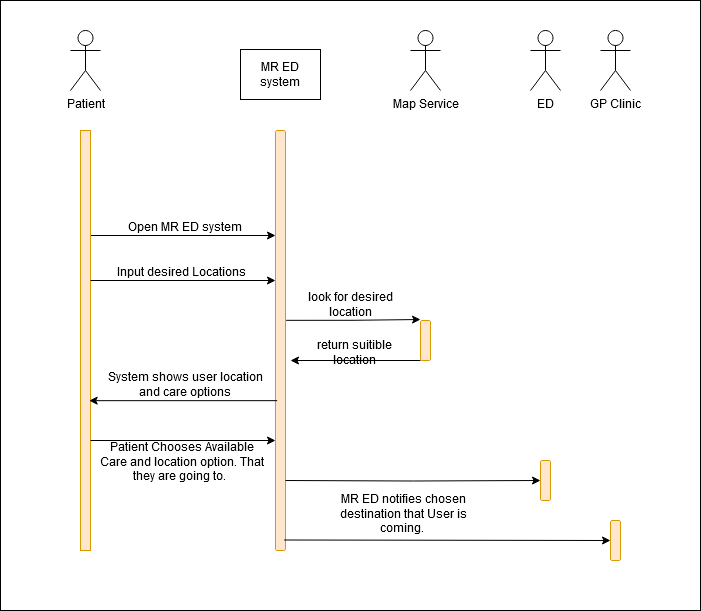 MR ED
system
Patient
Map Service
ED
GP Clinic
Open MR ED system
Input desired Locations
look for desired
location
return suitible
location
System shows user location
and care options
Patient Chooses Available
Care and location option. That
they are going to.
MR ED notifies chosen
destination that User is
coming.